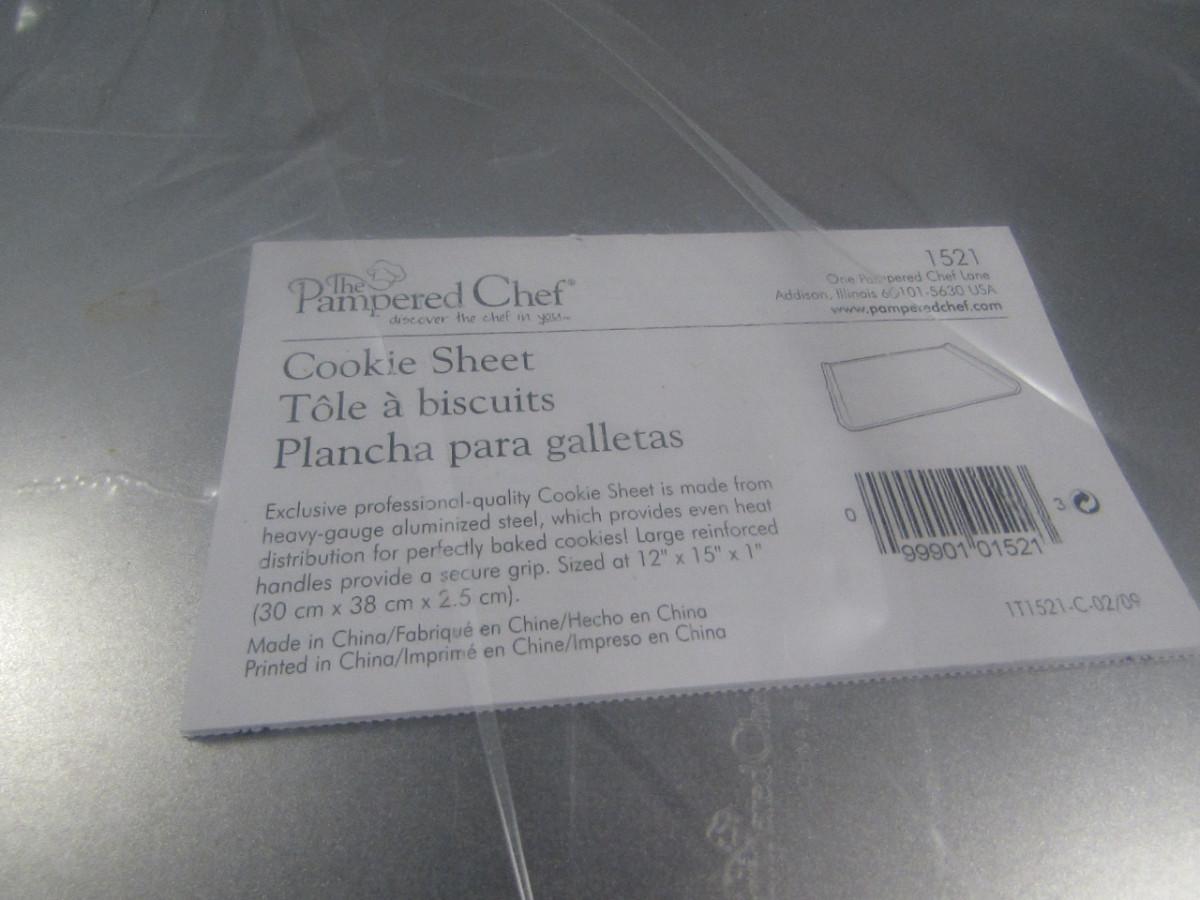 The
Pampered Chef®
discover the chef in you...
1521
One Pampered Chef Lane
Addison, Illinois 60101-5630 USA
www.pamperedchef.com
Cookie Sheet
Tôle à biscuits
Plancha para galletas
Exclusive professional-quality Cookie Sheet is made from
heavy-gauge aluminized steel, which provides even heat
distribution for perfectly baked cookies! Large reinforced
handles provide a secure grip. Sized at 12" x 15" x 1"
(30 cm x 38 cm x 2.5 cm).
Made in China/Fabriqué en Chine/Hecho en China
Printed in China/Imprimé en Chine/Impreso en China
0 99901 01521 3
1T1521-C-02/09